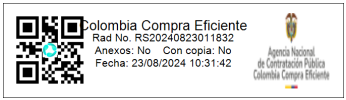 Colombia Compra Eficiente
Rad No. RS20240823011832
Anexos: No Con copia: No
Fecha: 23/08/2024 10:31:42
Agencia Nacional
de Contratación Pública
Colombia Compra Eficiente